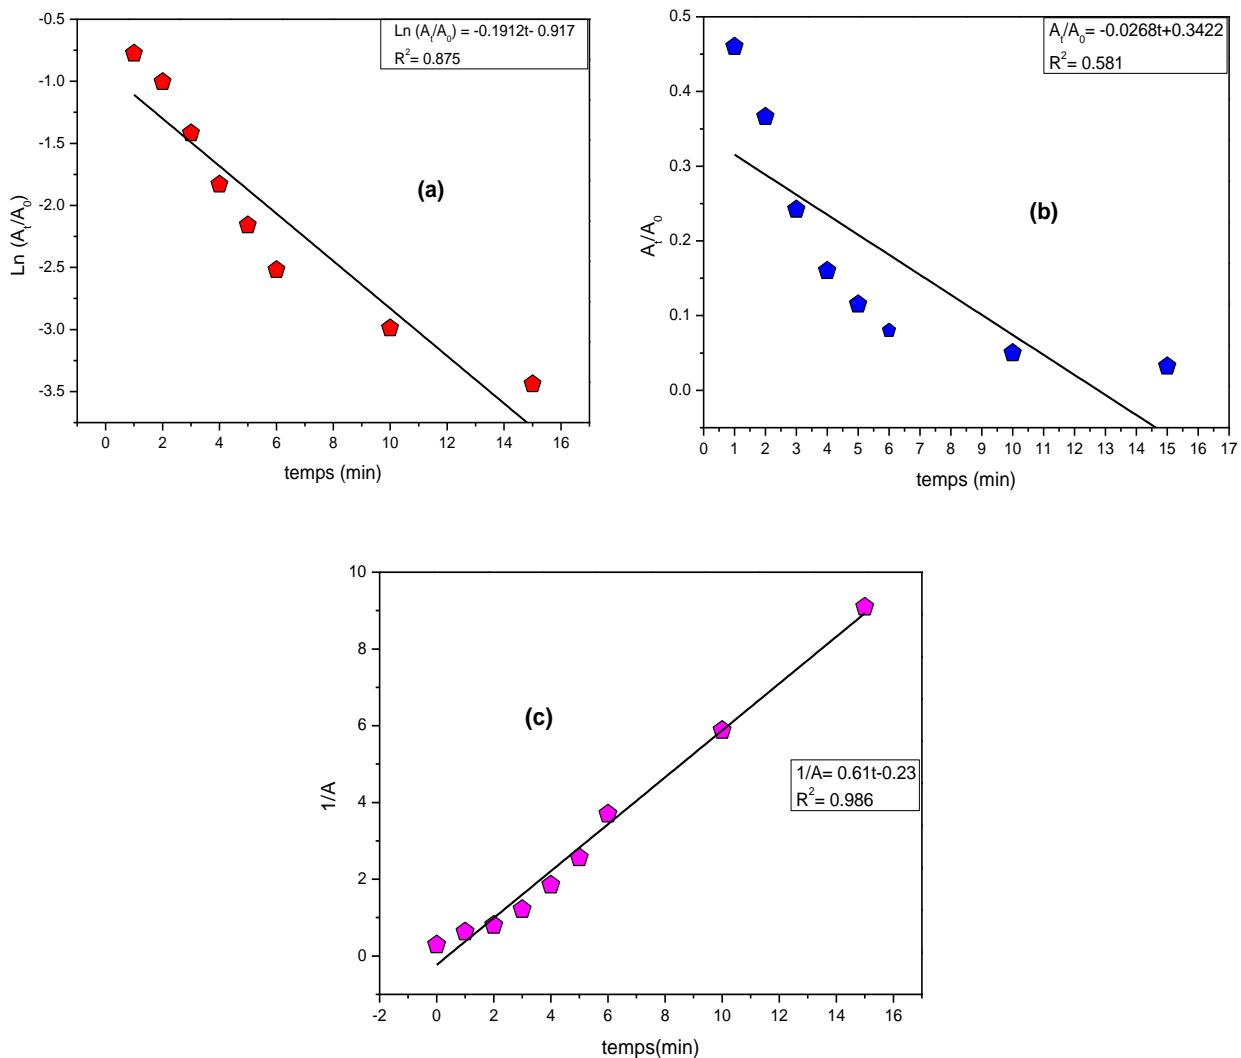 Ln (Aₜ/A₀) = -0.1912t- 0.917
R²= 0.875
(a)
Ln (Aₜ/A₀)
-0.5
-1.0
-1.5
-2.0
-2.5
-3.0
-3.5
0 2 4 6 8 10 12 14 16
temps (min)
Aₜ/A₀= -0.0268t+0.3422
R²= 0.581
(b)
Aₜ/A₀
0.5
0.4
0.3
0.2
0.1
0.0
0 1 2 3 4 5 6 7 8 9 10 11 12 13 14 15 16 17
temps (min)
(c)
1/A= 0.61t-0.23
R²= 0.986
1/A
10
8
6
4
2
0
-2 0 2 4 6 8 10 12 14 16
temps(min)